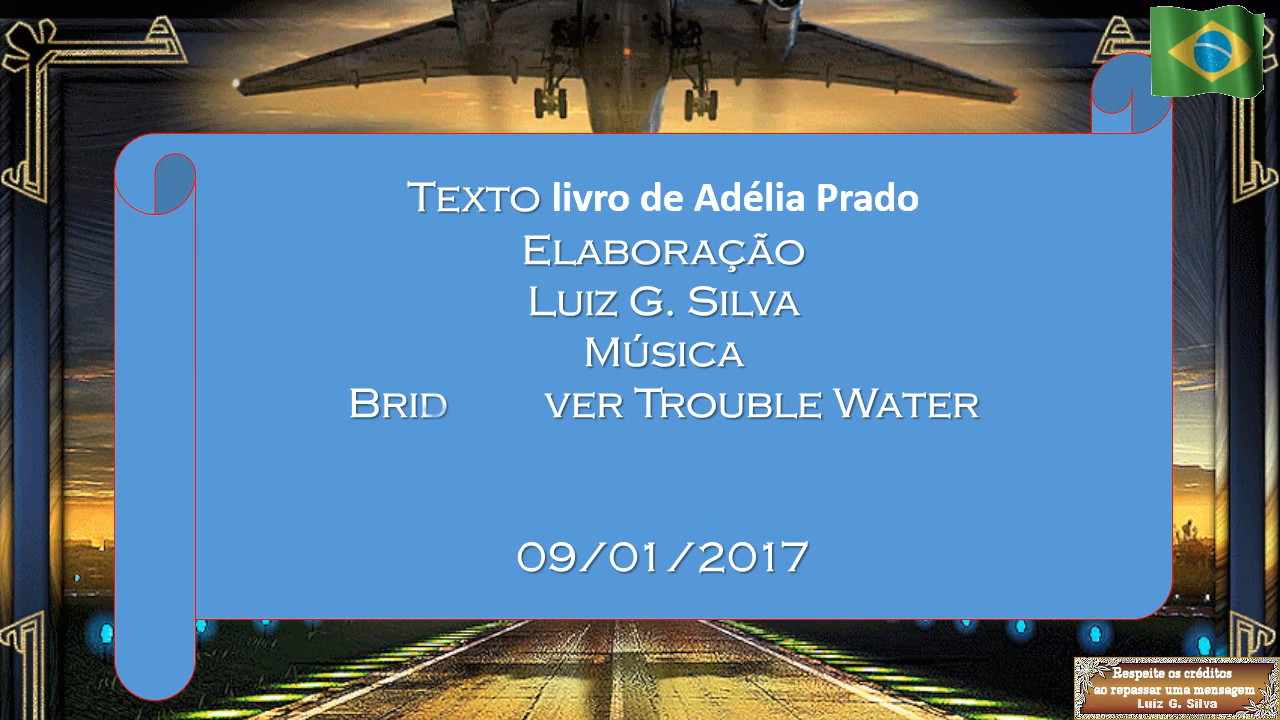 Texto livro de Adélia Prado
Elaboração
Luiz G. Silva
Música
Brid ver Trouble Water
09/01/2017
Respeite os créditos
ao repassar uma mensagem
Luiz G. Silva